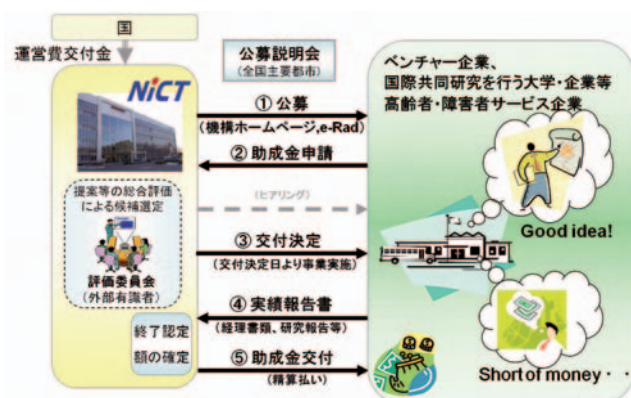 国
運営費交付金
NiCT
公募説明会
(全国主要都市)
ベンチャー企業、
国際共同研究を行う大学・企業等
高齢者・障害者サービス企業
① 公募
(機構ホームページ,e-Rad)
② 助成金申請
提案等の総合評価
による候補選定
(ヒアリング)
Good idea!
③ 交付決定
(交付決定日より事業実施)
評価委員会
(外部有識者)
④ 実績報告書
(経理書類、研究報告等)
終了認定
額の確定
⑤ 助成金交付
(精算払い)
Short of money・・